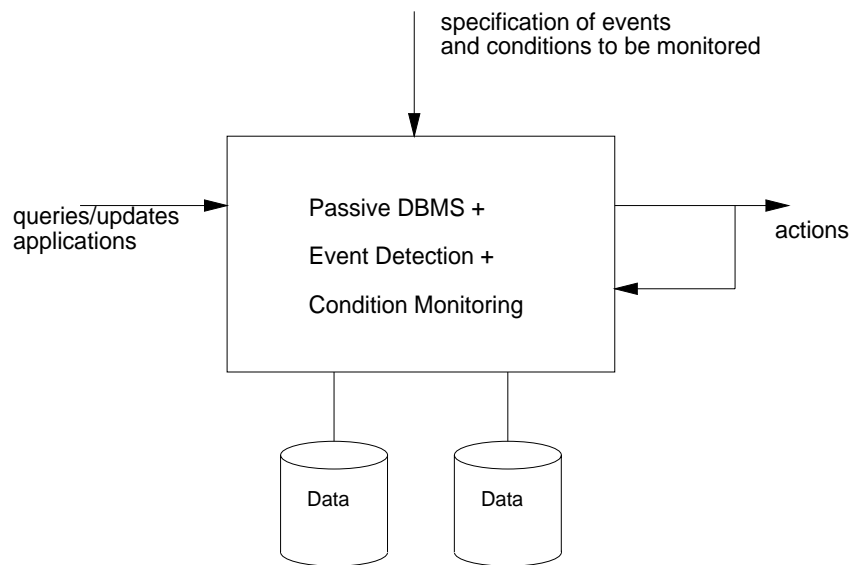 specification of events
and conditions to be monitored
queries/updates
applications
Passive DBMS +
Event Detection +
Condition Monitoring
actions
Data
Data